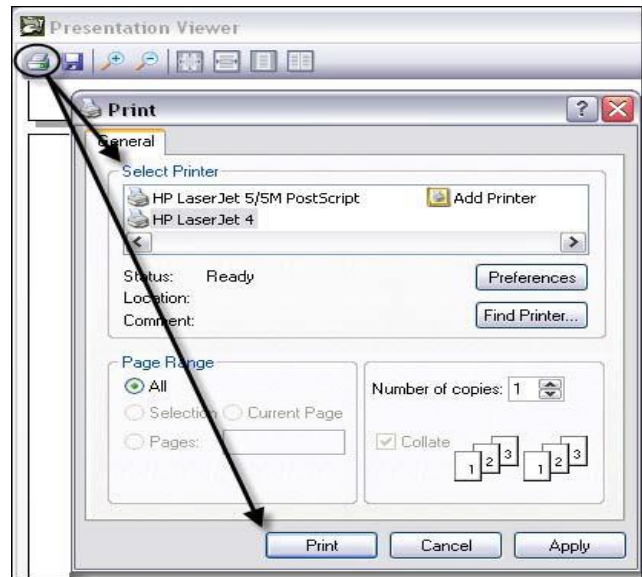 Presentation Viewer
Print
General
Select Printer
HP LaserJet 5/5M PostScript
Add Printer
HP LaserJet 4
Status: Ready
Preferences
Location:
Comment:
Find Printer...
Page Range
All
Number of copies: 1
Selection Current Page
Pages:
Collate
1 2 3 1 2 3
Print Cancel Apply